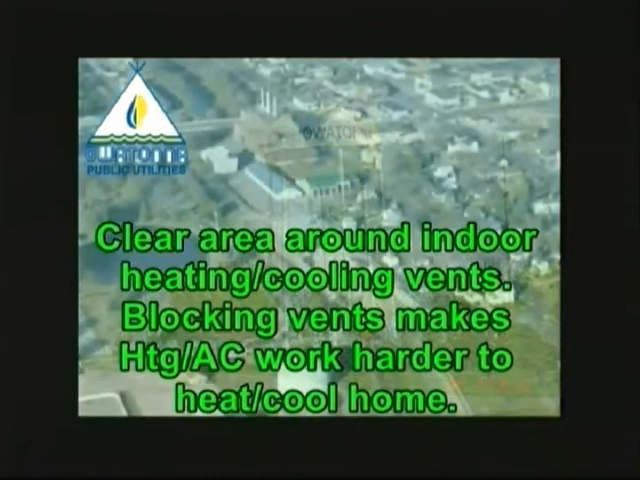 OWATONNA
OWATONNA
PUBLIC UTILITIES
Clear area around indoor
heating/cooling vents.
Blocking vents makes
Htg/AC work harder to
heat/cool home.